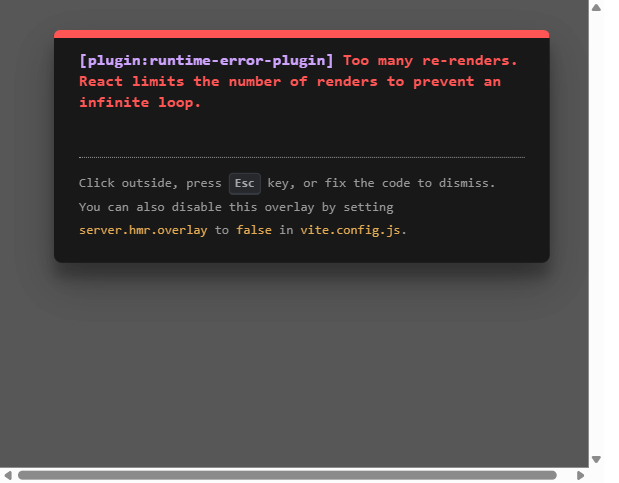 [plugin:runtime-error-plugin] Too many re-renders.
React limits the number of renders to prevent an
infinite loop.
Click outside, press Esc key, or fix the code to dismiss.
You can also disable this overlay by setting
server.hmr.overlay to false in vite.config.js.